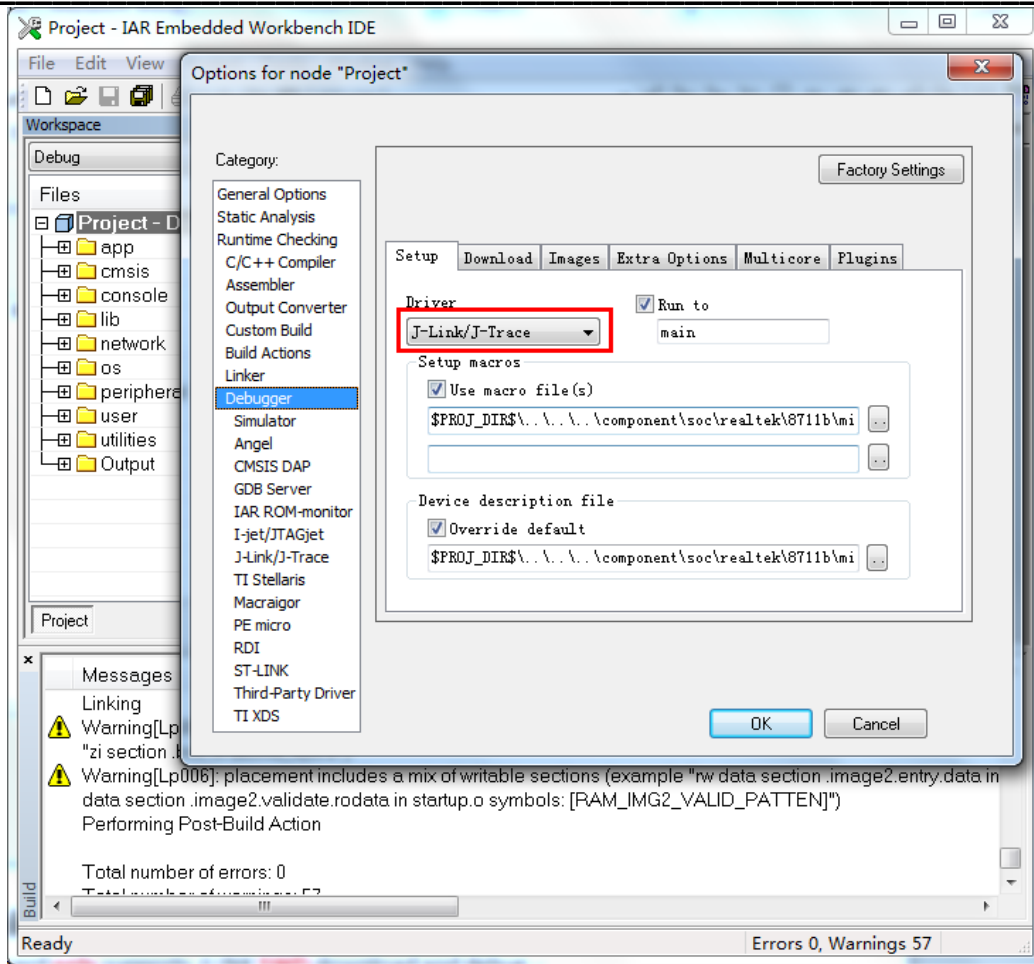 Project - IAR Embedded Workbench IDE
File Edit View
Options for node "Project"
Workspace
Debug
Files
Project - D
app
cmsis
console
lib
network
os
periphera
user
utilities
Output
Project
Category:
General Options
Static Analysis
Runtime Checking
C/C++ Compiler
Assembler
Output Converter
Custom Build
Build Actions
Linker
Debugger
Simulator
Angel
CMSIS DAP
GDB Server
IAR ROM-monitor
I-jet/JTAGjet
J-Link/J-Trace
TI Stellaris
Macraigor
PE micro
RDI
ST-LINK
Third-Party Driver
TI XDS
Factory Settings
Setup Download Images Extra Options Multicore Plugins
Driver
J-Link/J-Trace
Run to
main
Setup macros
Use macro file(s)
$PROJ_DIR$\..\..\..\component\soc\realtek\8711b\mi
..
..
Device description file
Override default
$PROJ_DIR$\..\..\..\component\soc\realtek\8711b\mi
..
OK Cancel
Messages
Linking
Warning[Lp
"zi section .
Warning[Lp006]: placement includes a mix of writable sections (example "rw data section .image2.entry.data in
data section .image2.validate.rodata in startup.o symbols: [RAM_IMG2_VALID_PATTEN]")
Performing Post-Build Action
Total number of errors: 0
Total number of warnings: 57
Build
Ready
Errors 0, Warnings 57